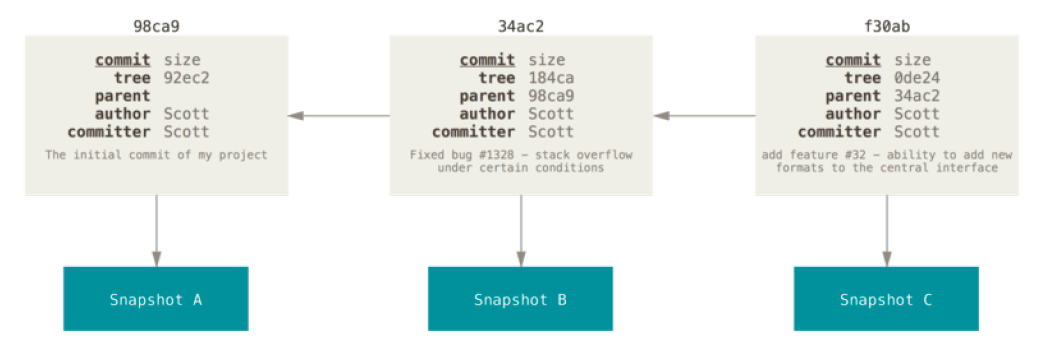 98ca9
commit size
tree 92ec2
parent
author Scott
committer Scott
The initial commit of my project
Snapshot A
34ac2
commit size
tree 184ca
parent 98ca9
author Scott
committer Scott
Fixed bug #1328 – stack overflow
under certain conditions
Snapshot B
f30ab
commit size
tree 0de24
parent 34ac2
author Scott
committer Scott
add feature #32 – ability to add new
formats to the central interface
Snapshot C